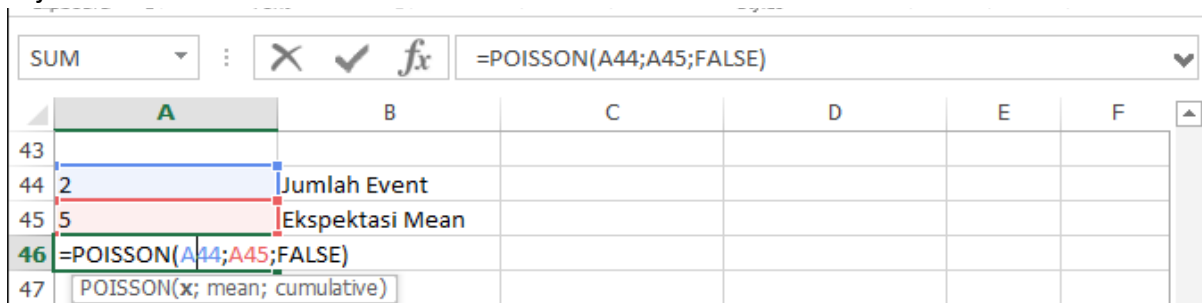 SUM fx =POISSON(A44;A45;FALSE)
A B C D E F
43
44 2 Jumlah Event
45 5 Ekspektasi Mean
46 =POISSON(A44;A45;FALSE)
47 POISSON(x; mean; cumulative)